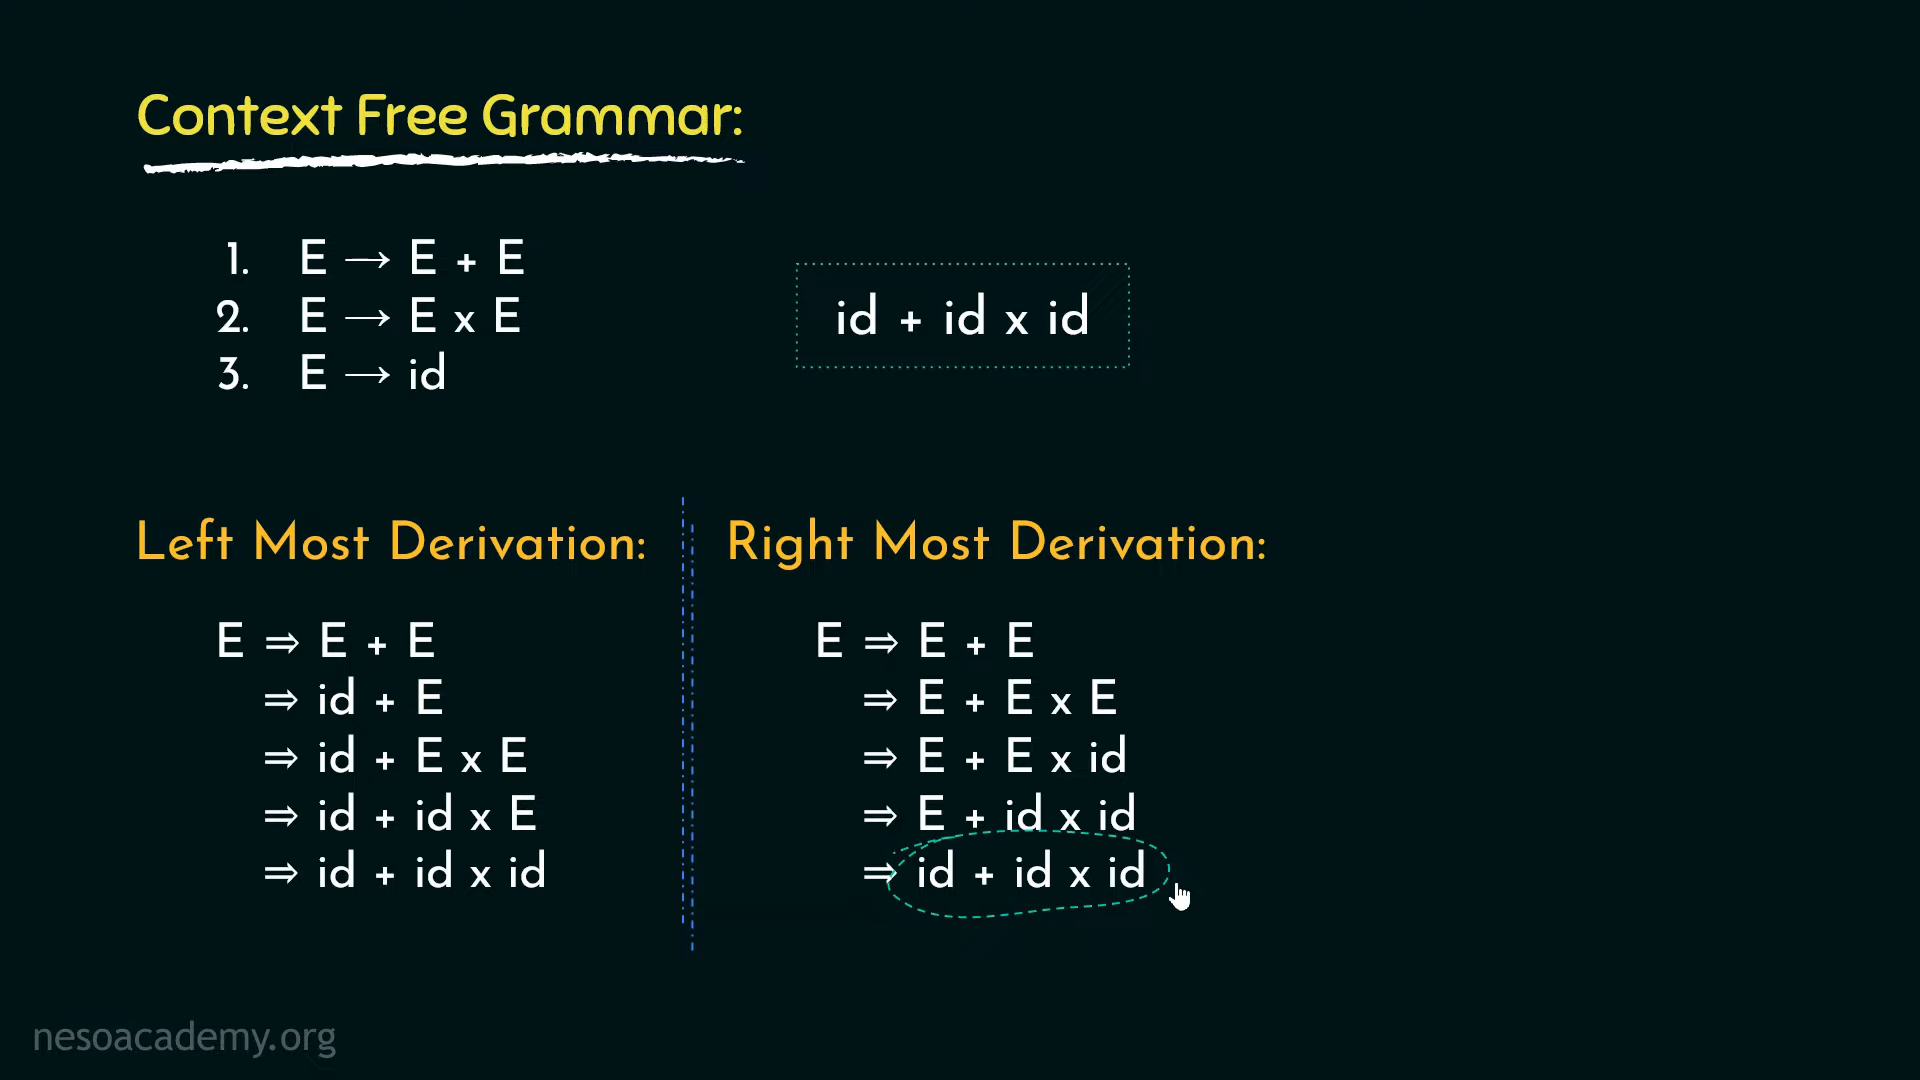 Context Free Grammar:
1. E → E + E
2. E → E x E
3. E → id
id + id x id
Left Most Derivation:
E ⇒ E + E
⇒ id + E
⇒ id + E x E
⇒ id + id x E
⇒ id + id x id
Right Most Derivation:
E ⇒ E + E
⇒ E + E x E
⇒ E + E x id
⇒ E + id x id
⇒ id + id x id
nesoacademy.org